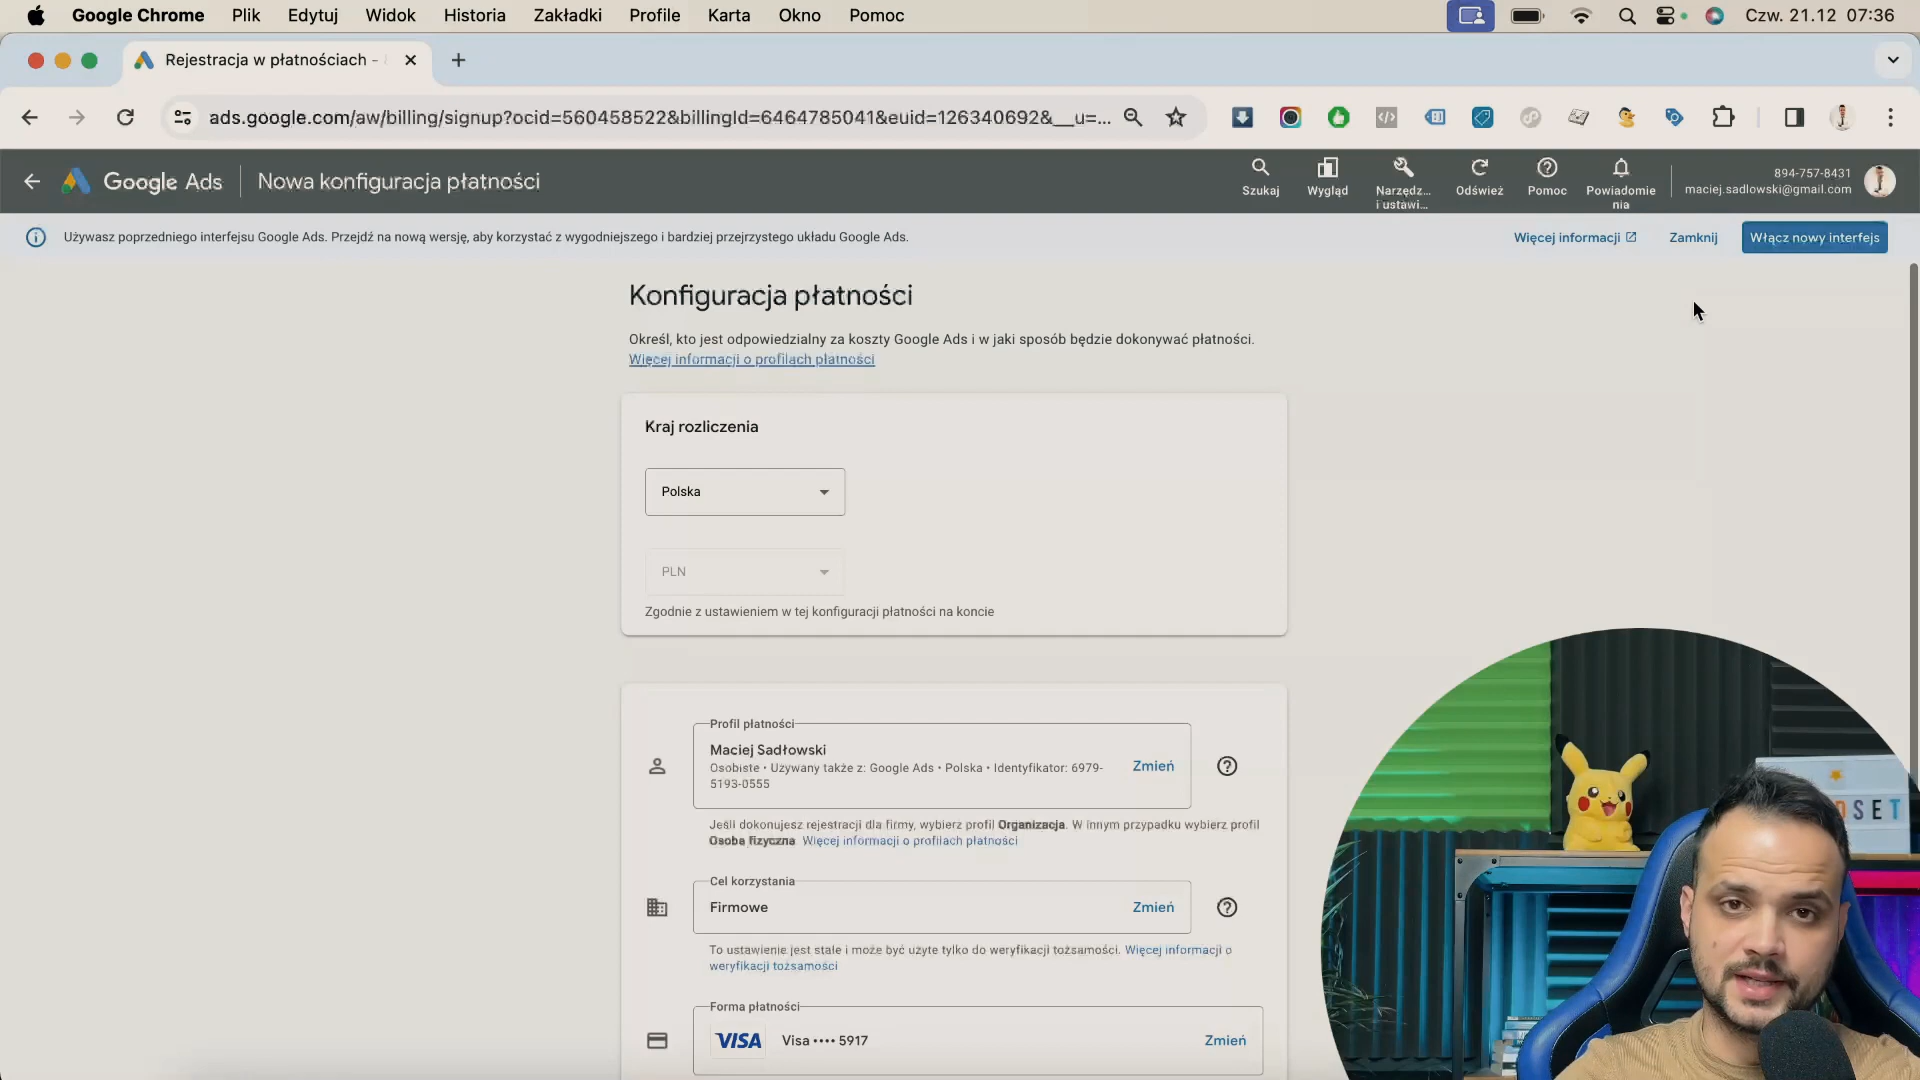 Google Chrome Plik Edytuj Widok Historia Zakładki Profile Karta Okno Pomoc Czw. 21.12 07:36
Rejestracja w płatnościach -
ads.google.com/aw/billing/signup?ocid=560458522&billingId=6464785041&euid=126340692&__u=...
Google Ads Nowa konfiguracja płatności
Szukaj
Wygląd
Narzędz...
i ustawi...
Odśwież
Pomoc
Powiadomie
nia
894-757-8431
maciej.sadlowski@gmail.com
Używasz poprzedniego interfejsu Google Ads. Przejdź na nową wersję, aby korzystać z wygodniejszego i bardziej przejrzystego układu Google Ads.
Więcej informacji Zamknij Włącz nowy interfejs
Konfiguracja płatności
Określ, kto jest odpowiedzialny za koszty Google Ads i w jaki sposób będzie dokonywać płatności.
Więcej informacji o profilach płatności
Kraj rozliczenia
Polska
PLN
Zgodnie z ustawieniem w tej konfiguracji płatności na koncie
Profil płatności
Maciej Sadłowski
Osobiste • Używany także z: Google Ads • Polska • Identyfikator: 6979-
5193-0555
Zmień
Jeśli dokonujesz rejestracji dla firmy, wybierz profil Organizacja. W innym przypadku wybierz profil
Osoba fizyczna Więcej informacji o profilach płatności
Cel korzystania
Firmowe Zmień
To ustawienie jest stałe i może być użyte tylko do weryfikacji tożsamości. Więcej informacji o
weryfikacji tożsamości
Forma płatności
VISA Visa •••• 5917 Zmień